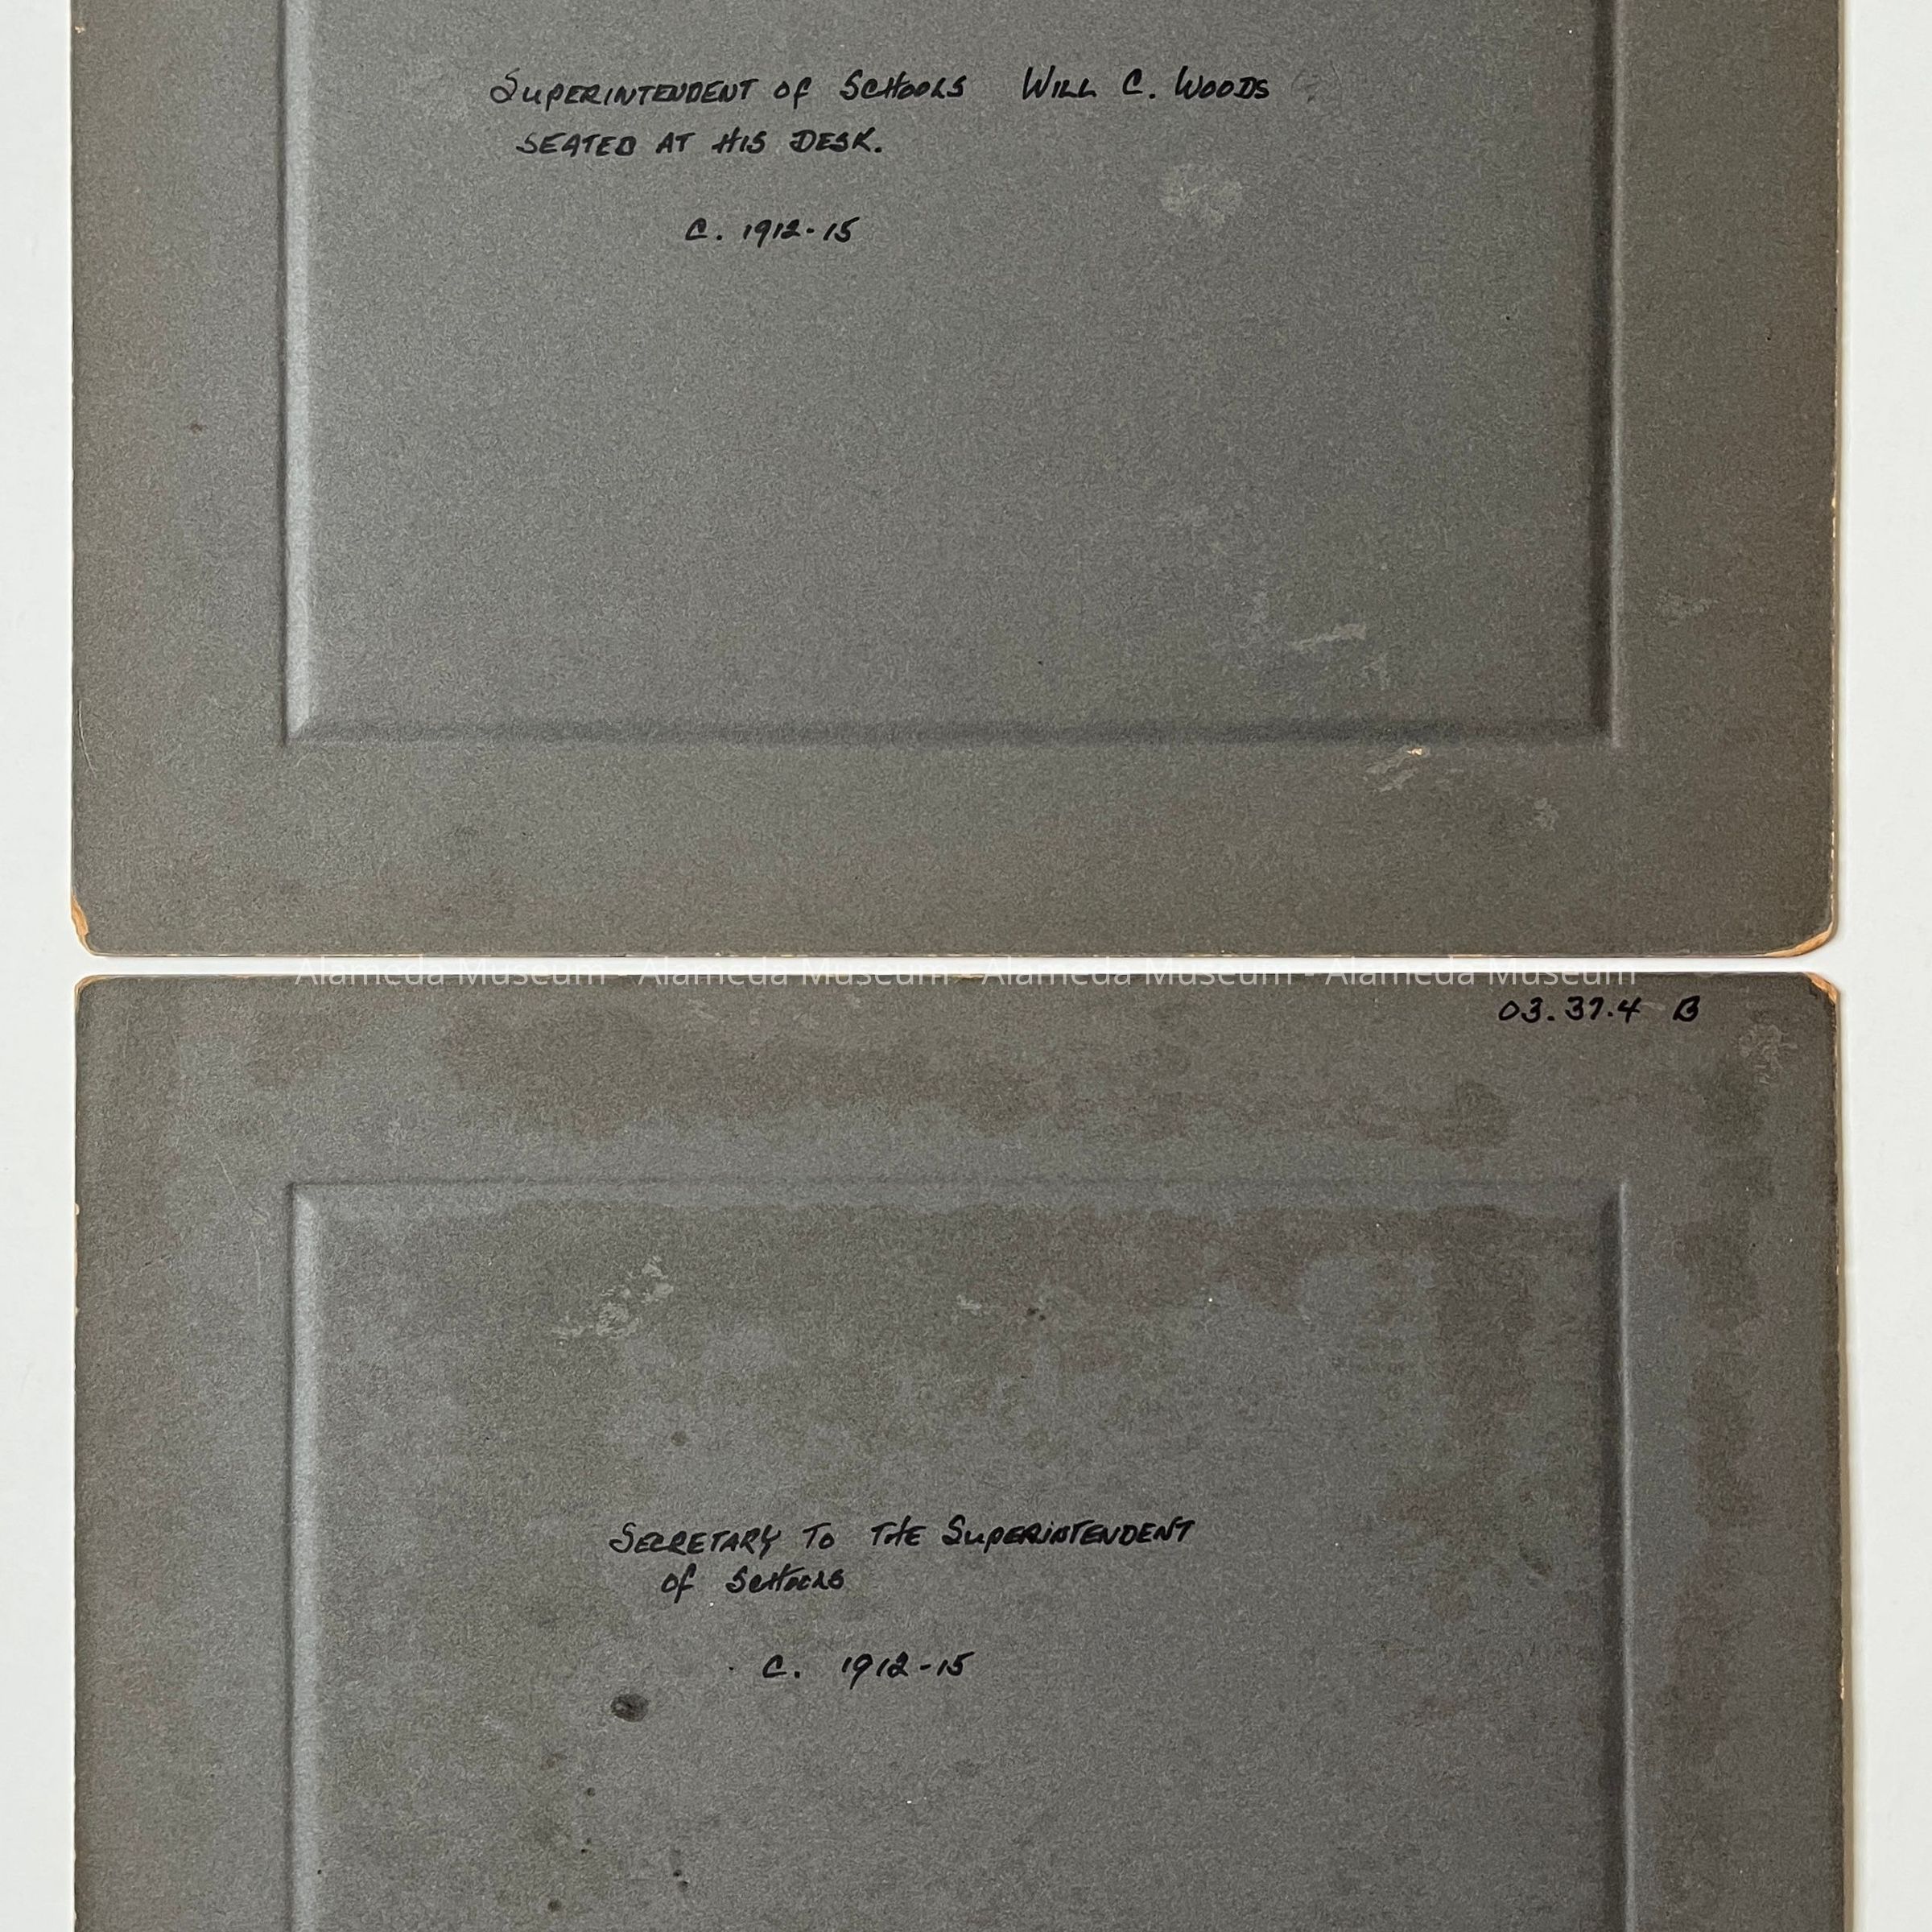 Superintendent of Schools Will C. Woods
seated at his desk.
c. 1912-15
Alameda Museum - Alameda Museum - Alameda Museum - Alameda Museum
03.37.4 B
Secretary to the Superintendent
of Schools
c. 1912-15